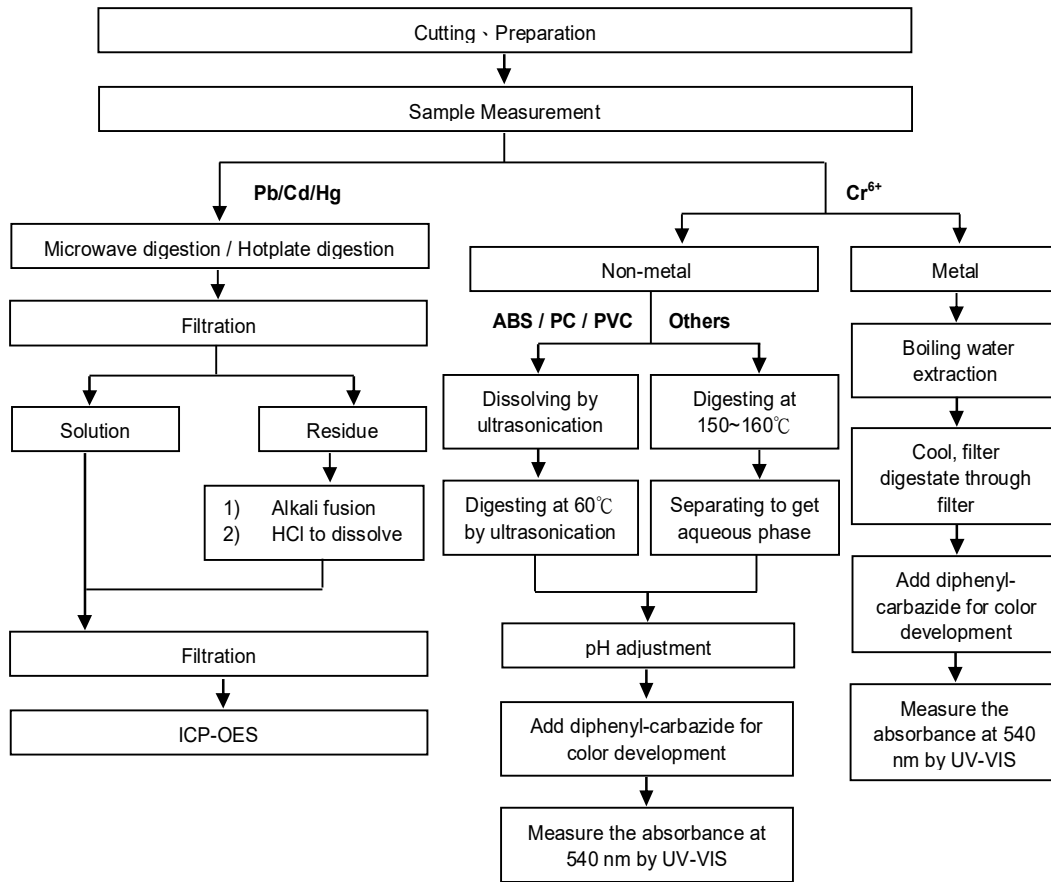 Cutting、Preparation
Sample Measurement
Pb/Cd/Hg
Cr⁶⁺
Microwave digestion / Hotplate digestion
Non-metal
Metal
Filtration
ABS / PC / PVC
Others
Boiling water
extraction
Solution
Residue
Dissolving by
ultrasonication
Digesting at
150~160℃
Cool, filter
digestate through
filter
1) Alkali fusion
2) HCl to dissolve
Digesting at 60℃
by ultrasonication
Separating to get
aqueous phase
Add diphenyl-
carbazide for color
development
Filtration
pH adjustment
ICP-OES
Add diphenyl-carbazide for
color development
Measure the
absorbance at 540
nm by UV-VIS
Measure the absorbance at
540 nm by UV-VIS